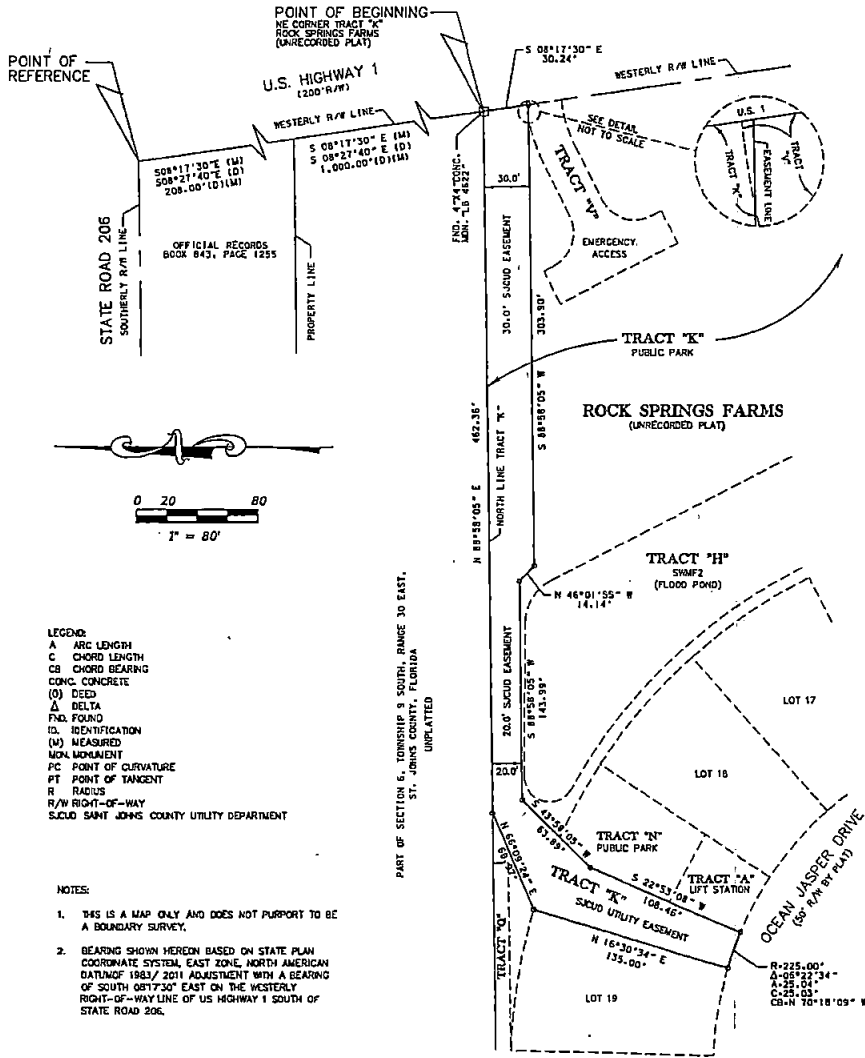 POINT OF BEGINNING
NE CORNER TRACT "K"
ROCK SPRINGS FARMS
(UNRECORDED PLAT)
S 08°17'30" E
30.24'
POINT OF
REFERENCE
U.S. HIGHWAY 1
(200'R/W)
WESTERLY R/W LINE
WESTERLY R/W LINE
S08°17'30"E (M)
S08°27'40"E (D)
208.00'(D)(M)
S 08°17'30"E (M)
S 08°27'40"E (D)
1,000.00'(D)(M)
SEE DETAIL
NOT TO SCALE
U.S. 1
TRACT "K"
EASEMENT LINE
TRACT "V"
FND. 4"X4"CONC.
MON. "LB 4622"
30.0'
TRACT "V"
EMERGENCY
ACCESS
STATE ROAD 206
SOUTHERLY R/W LINE
OFFICIAL RECORDS
BOOK 843, PAGE 1255
PROPERTY LINE
30.0' SJCUD EASEMENT
303.90'
S 88°58'05" W
TRACT "K"
PUBLIC PARK
ROCK SPRINGS FARMS
(UNRECORDED PLAT)
462.36'
N 88°58'05" E
NORTH LINE TRACT "K"
0 20 80
1" = 80'
TRACT "H"
SWMF2
(FLOOD POND)
N 46°01'55" W
14.14'
20.0' SJCUD EASEMENT
S 88°58'05" W
143.99'
20.0'
PART OF SECTION 6, TOWNSHIP 9 SOUTH, RANGE 30 EAST,
ST. JOHNS COUNTY, FLORIDA
UNPLATTED
LEGEND:
A ARC LENGTH
C CHORD LENGTH
CB CHORD BEARING
CONC. CONCRETE
(D) DEED
Δ DELTA
FND. FOUND
ID. IDENTIFICATION
(M) MEASURED
MON. MONUMENT
PC POINT OF CURVATURE
PT POINT OF TANGENT
R RADIUS
R/W RIGHT-OF-WAY
SJCUD SAINT JOHNS COUNTY UTILITY DEPARTMENT
LOT 17
LOT 18
S 43°58'05" W
63.89'
TRACT "N"
PUBLIC PARK
S 22°53'08" W
108.46'
TRACT "A"
LIFT STATION
OCEAN JASPER DRIVE
(50' R/W BY PLAT)
N 66°09'24" E
TRACT "K"
SJCUD UTILITY EASEMENT
N 16°30'34" E
135.00'
TRACT "O"
LOT 19
R=225.00'
Δ=06°22'34"
A=25.04'
C=25.03'
CB=N 70°18'09" W
NOTES:
1. THIS IS A MAP ONLY AND DOES NOT PURPORT TO BE
A BOUNDARY SURVEY.
2. BEARING SHOWN HEREON BASED ON STATE PLAN
COORDINATE SYSTEM, EAST ZONE, NORTH AMERICAN
DATUMOF 1983/ 2011 ADJUSTMENT WITH A BEARING
OF SOUTH 08°17'30" EAST ON THE WESTERLY
RIGHT-OF-WAY LINE OF US HIGHWAY 1 SOUTH OF
STATE ROAD 206.